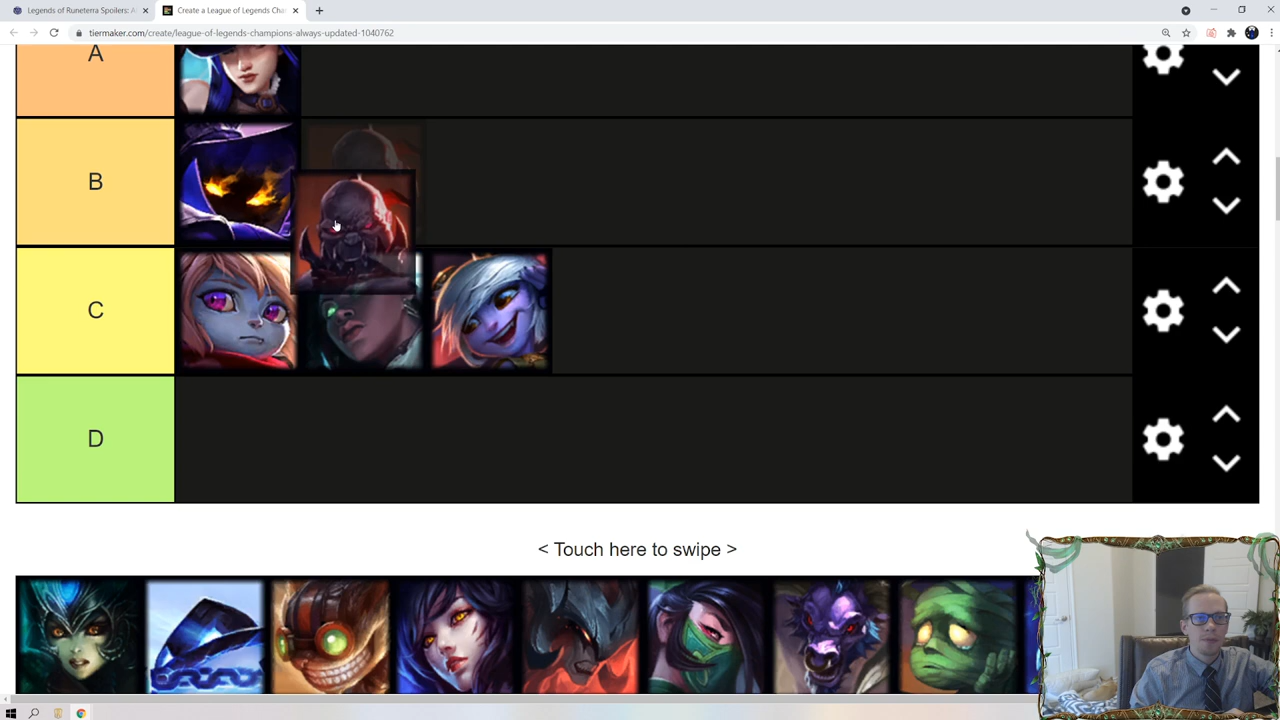 Legends of Runeterra Spoilers: A
Create a League of Legends Cha
tiermaker.com/create/league-of-legends-champions-always-updated-1040762
A
B
C
D
< Touch here to swipe >